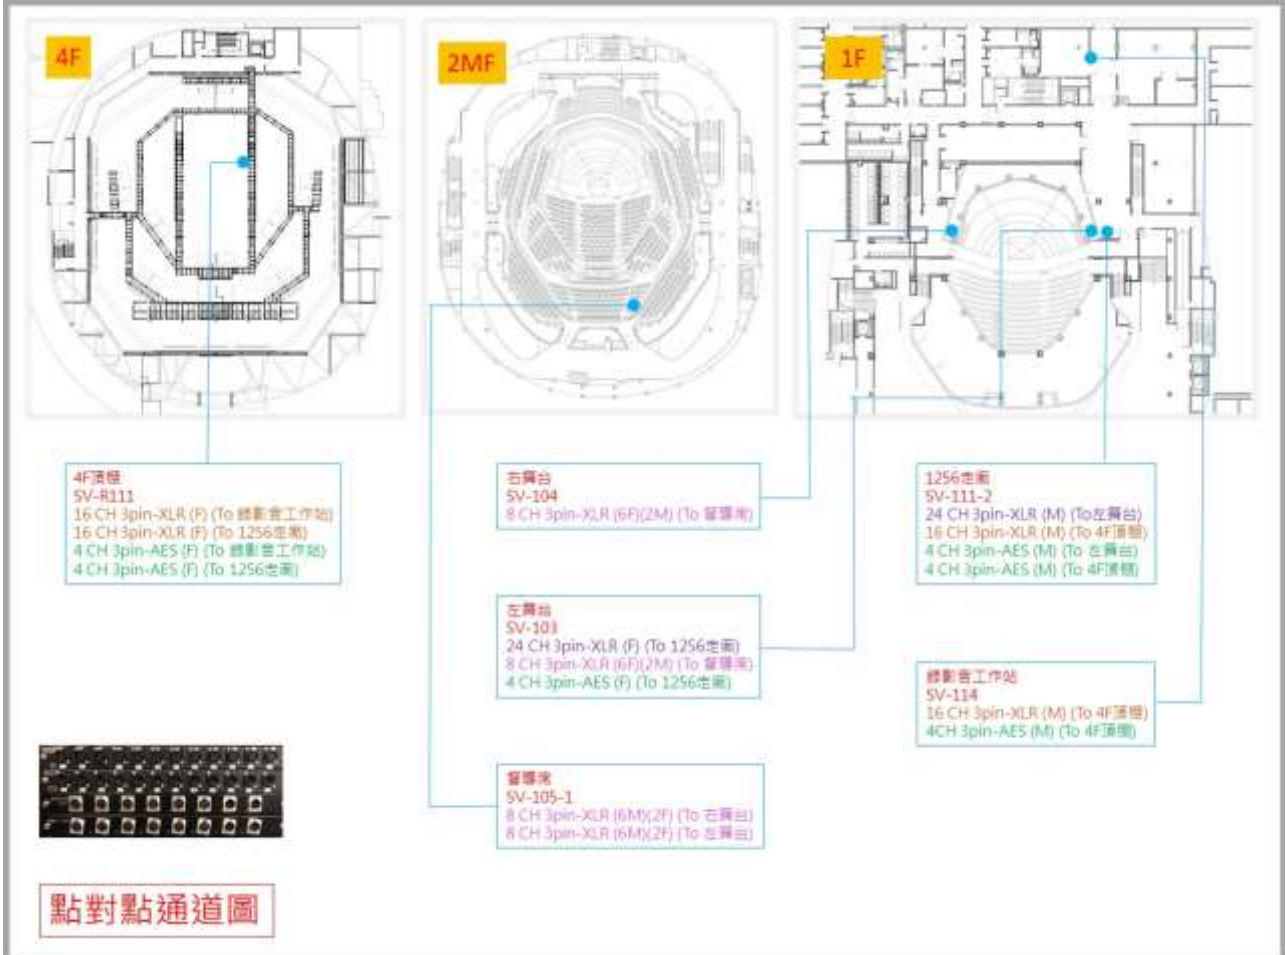 4F
2MF
1F
4F頂棚
SV-R111
16 CH 3pin-XLR (F) (To 錄影音工作站)
16 CH 3pin-XLR (F) (To 1256走廊)
4 CH 3pin-AES (F) (To 錄影音工作站)
4 CH 3pin-AES (F) (To 1256走廊)
右舞台
SV-104
8 CH 3pin-XLR (6F)(2M) (To 督導席)
左舞台
SV-103
24 CH 3pin-XLR (F) (To 1256走廊)
8 CH 3pin-XLR (6F)(2M) (To 督導席)
4 CH 3pin-AES (F) (To 1256走廊)
督導席
SV-105-1
8 CH 3pin-XLR (6M)(2F) (To 右舞台)
8 CH 3pin-XLR (6M)(2F) (To 左舞台)
1256走廊
SV-111-2
24 CH 3pin-XLR (M) (To左舞台)
16 CH 3pin-XLR (M) (To 4F頂棚)
4 CH 3pin-AES (M) (To 左舞台)
4 CH 3pin-AES (M) (To 4F頂棚)
錄影音工作站
SV-114
16 CH 3pin-XLR (M) (To 4F頂棚)
4CH 3pin-AES (M) (To 4F頂棚)
點對點通道圖